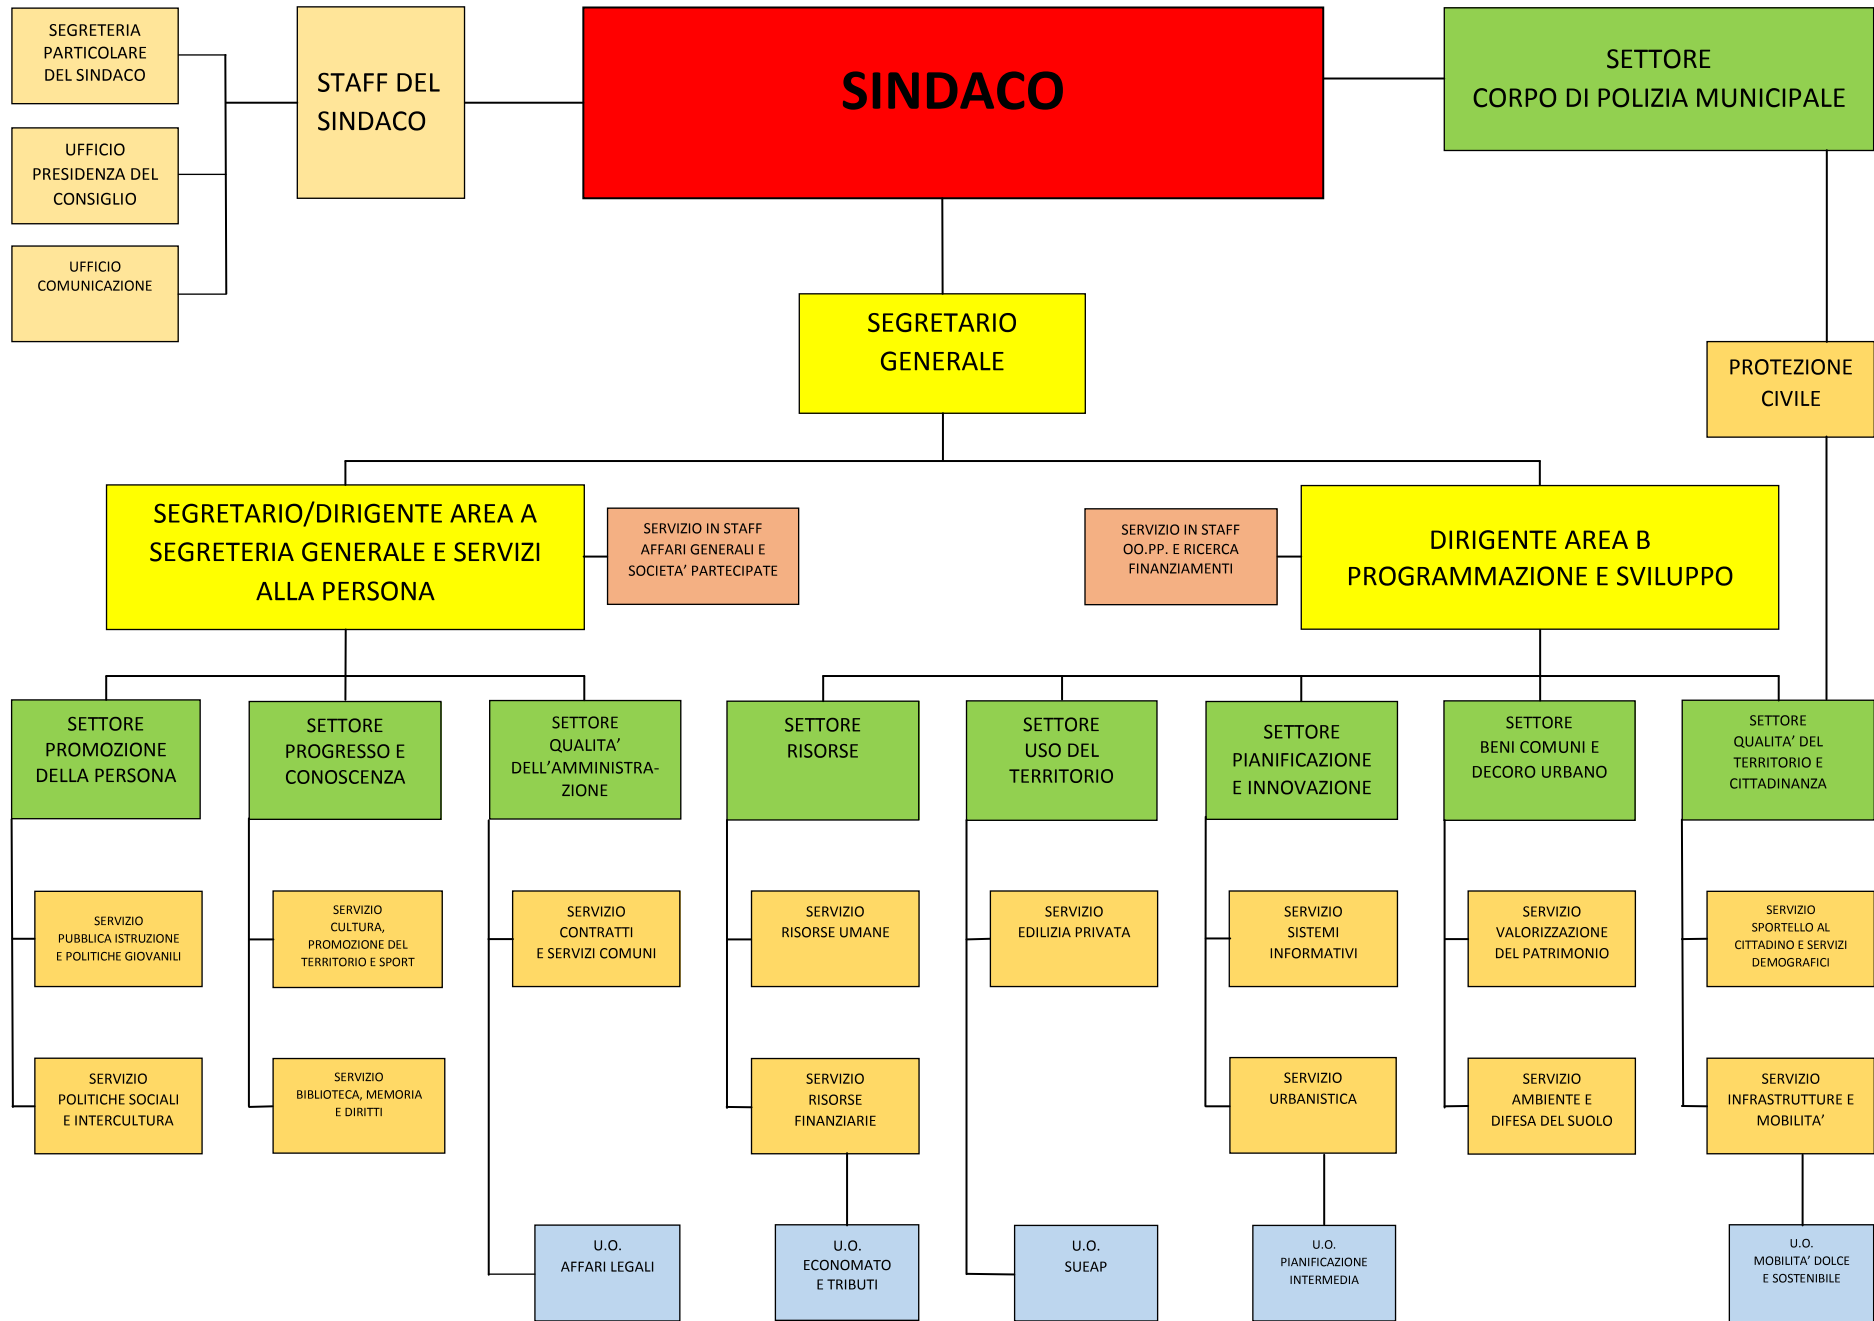 SEGRETERIA
PARTICOLARE
DEL SINDACO
UFFICIO
PRESIDENZA DEL
CONSIGLIO
UFFICIO
COMUNICAZIONE
STAFF DEL
SINDACO
SINDACO
SETTORE
CORPO DI POLIZIA MUNICIPALE
SEGRETARIO
GENERALE
PROTEZIONE
CIVILE
SEGRETARIO/DIRIGENTE AREA A
SEGRETERIA GENERALE E SERVIZI
ALLA PERSONA
SERVIZIO IN STAFF
AFFARI GENERALI E
SOCIETA’ PARTECIPATE
SERVIZIO IN STAFF
OO.PP. E RICERCA
FINANZIAMENTI
DIRIGENTE AREA B
PROGRAMMAZIONE E SVILUPPO
SETTORE
PROMOZIONE
DELLA PERSONA
SETTORE
PROGRESSO E
CONOSCENZA
SETTORE
QUALITA’
DELL’AMMINISTRA-
ZIONE
SETTORE
RISORSE
SETTORE
USO DEL
TERRITORIO
SETTORE
PIANIFICAZIONE
E INNOVAZIONE
SETTORE
BENI COMUNI E
DECORO URBANO
SETTORE
QUALITA’ DEL
TERRITORIO E
CITTADINANZA
SERVIZIO
PUBBLICA ISTRUZIONE
E POLITICHE GIOVANILI
SERVIZIO
CULTURA,
PROMOZIONE DEL
TERRITORIO E SPORT
SERVIZIO
CONTRATTI
E SERVIZI COMUNI
SERVIZIO
RISORSE UMANE
SERVIZIO
EDILIZIA PRIVATA
SERVIZIO
SISTEMI
INFORMATIVI
SERVIZIO
VALORIZZAZIONE
DEL PATRIMONIO
SERVIZIO
SPORTELLO AL
CITTADINO E SERVIZI
DEMOGRAFICI
SERVIZIO
POLITICHE SOCIALI
E INTERCULTURA
SERVIZIO
BIBLIOTECA, MEMORIA
E DIRITTI
SERVIZIO
RISORSE
FINANZIARIE
SERVIZIO
URBANISTICA
SERVIZIO
AMBIENTE E
DIFESA DEL SUOLO
SERVIZIO
INFRASTRUTTURE E
MOBILITA’
U.O.
AFFARI LEGALI
U.O.
ECONOMATO
E TRIBUTI
U.O.
SUEAP
U.O.
PIANIFICAZIONE
INTERMEDIA
U.O.
MOBILITA’ DOLCE
E SOSTENIBILE